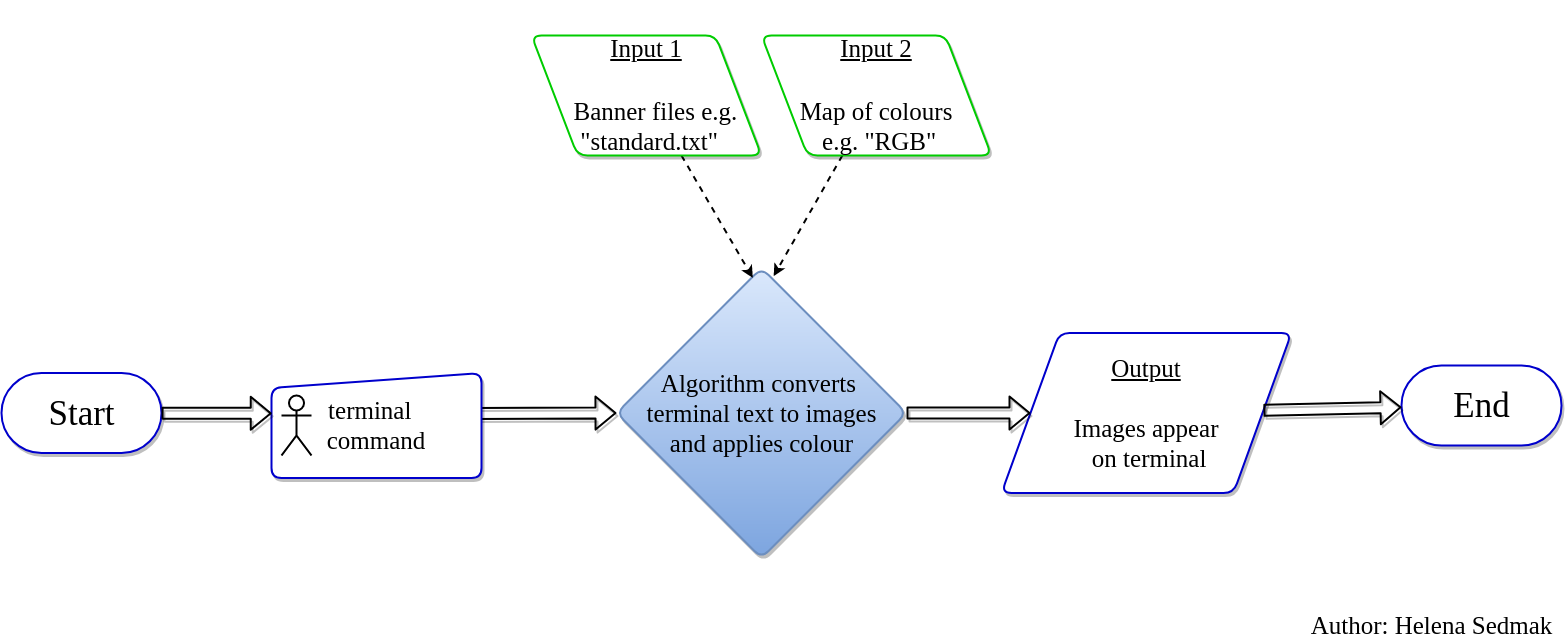 Input 1
Banner files e.g.
"standard.txt"
Input 2
Map of colours
e.g. "RGB"
Start
terminal
command
Algorithm converts
terminal text to images
and applies colour
Output
Images appear
on terminal
End
Author: Helena Sedmak